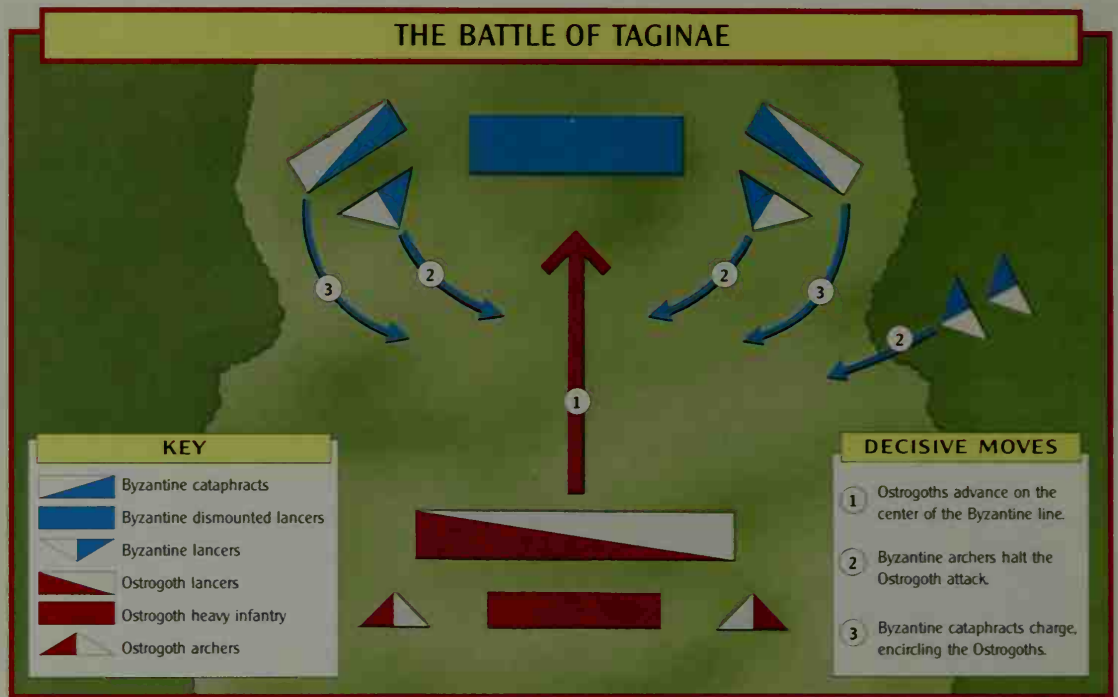 THE BATTLE OF TAGINAE
3
2
2
3
2
1
KEY
Byzantine cataphracts
Byzantine dismounted lancers
Byzantine lancers
Ostrogoth lancers
Ostrogoth heavy infantry
Ostrogoth archers
DECISIVE MOVES
1 Ostrogoths advance on the
center of the Byzantine line.
2 Byzantine archers halt the
Ostrogoth attack.
3 Byzantine cataphracts charge,
encircling the Ostrogoths.